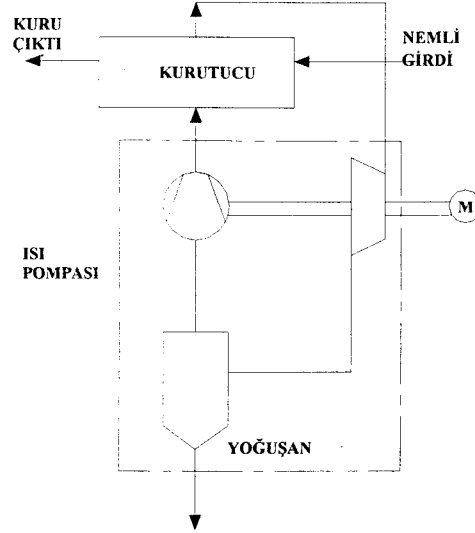 KURU
ÇIKTI
NEMLİ
GİRDİ
KURUTUCU
M
ISI
POMPASI
YOĞUŞAN